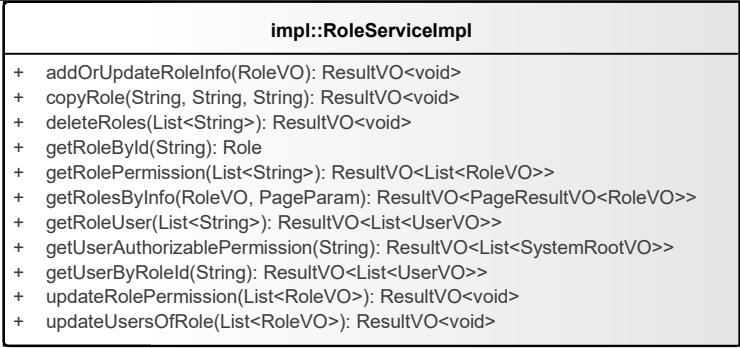 impl::RoleServiceImpl
+ addOrUpdateRoleInfo(RoleVO): ResultVO<void>
+ copyRole(String, String, String): ResultVO<void>
+ deleteRoles(List<String>): ResultVO<void>
+ getRoleById(String): Role
+ getRolePermission(List<String>): ResultVO<List<RoleVO>>
+ getRolesByInfo(RoleVO, PageParam): ResultVO<PageResultVO<RoleVO>>
+ getRoleUser(List<String>): ResultVO<List<UserVO>>
+ getUserAuthorizablePermission(String): ResultVO<List<SystemRootVO>>
+ getUserByRoleId(String): ResultVO<List<UserVO>>
+ updateRolePermission(List<RoleVO>): ResultVO<void>
+ updateUsersOfRole(List<RoleVO>): ResultVO<void>